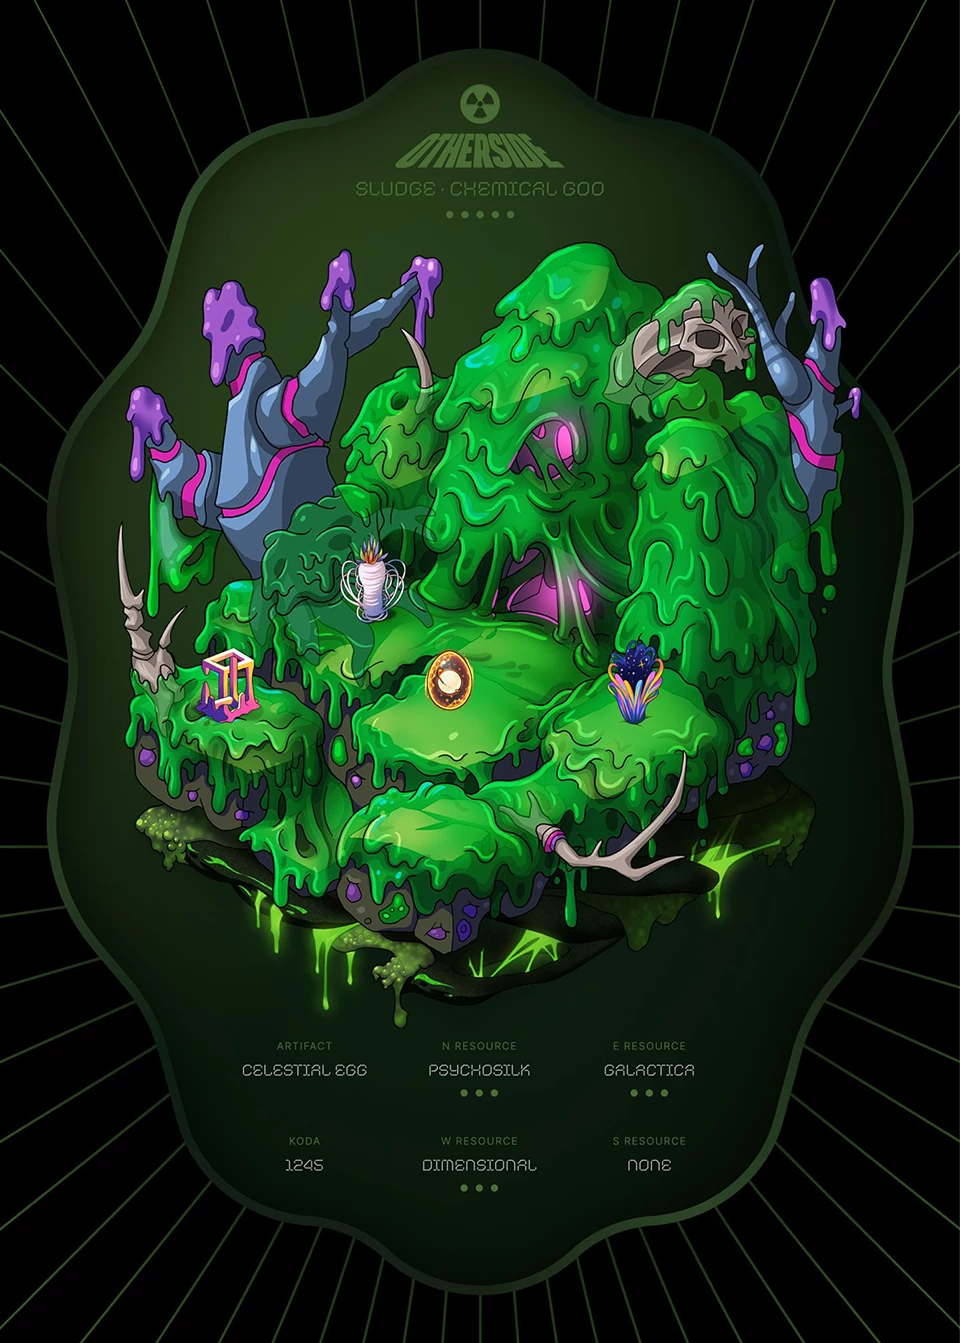 OTHERSIDE
SLUDGE · CHEMICAL GOO
ARTIFACT
CELESTIAL EGG
N RESOURCE
PSYCHOSILK
E RESOURCE
GALACTICA
KODA
1245
W RESOURCE
DIMENSIONAL
S RESOURCE
NONE